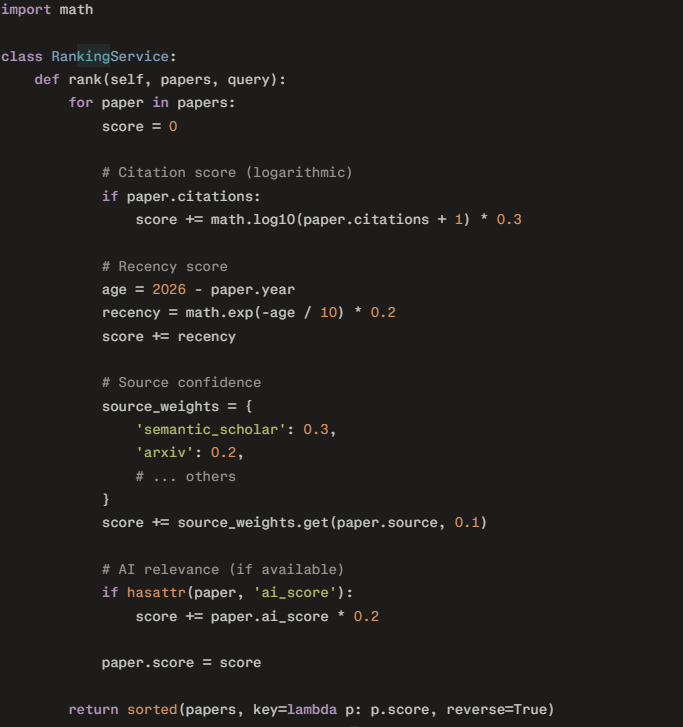 import math
class RankingService:
def rank(self, papers, query):
for paper in papers:
score = 0
# Citation score (logarithmic)
if paper.citations:
score += math.log10(paper.citations + 1) * 0.3
# Recency score
age = 2026 - paper.year
recency = math.exp(-age / 10) * 0.2
score += recency
# Source confidence
source_weights = {
'semantic_scholar': 0.3,
'arxiv': 0.2,
# ... others
}
score += source_weights.get(paper.source, 0.1)
# AI relevance (if available)
if hasattr(paper, 'ai_score'):
score += paper.ai_score * 0.2
paper.score = score
return sorted(papers, key=lambda p: p.score, reverse=True)